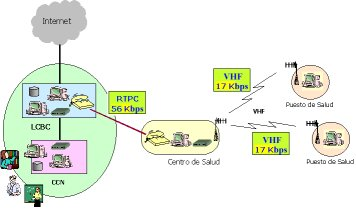 Internet
RTPC
56 Kbps
LCBC
CCN
Centro de Salud
VHF
17 Kbps
VHF
VHF
17 Kbps
Puesto de Salud
Puesto de Salud